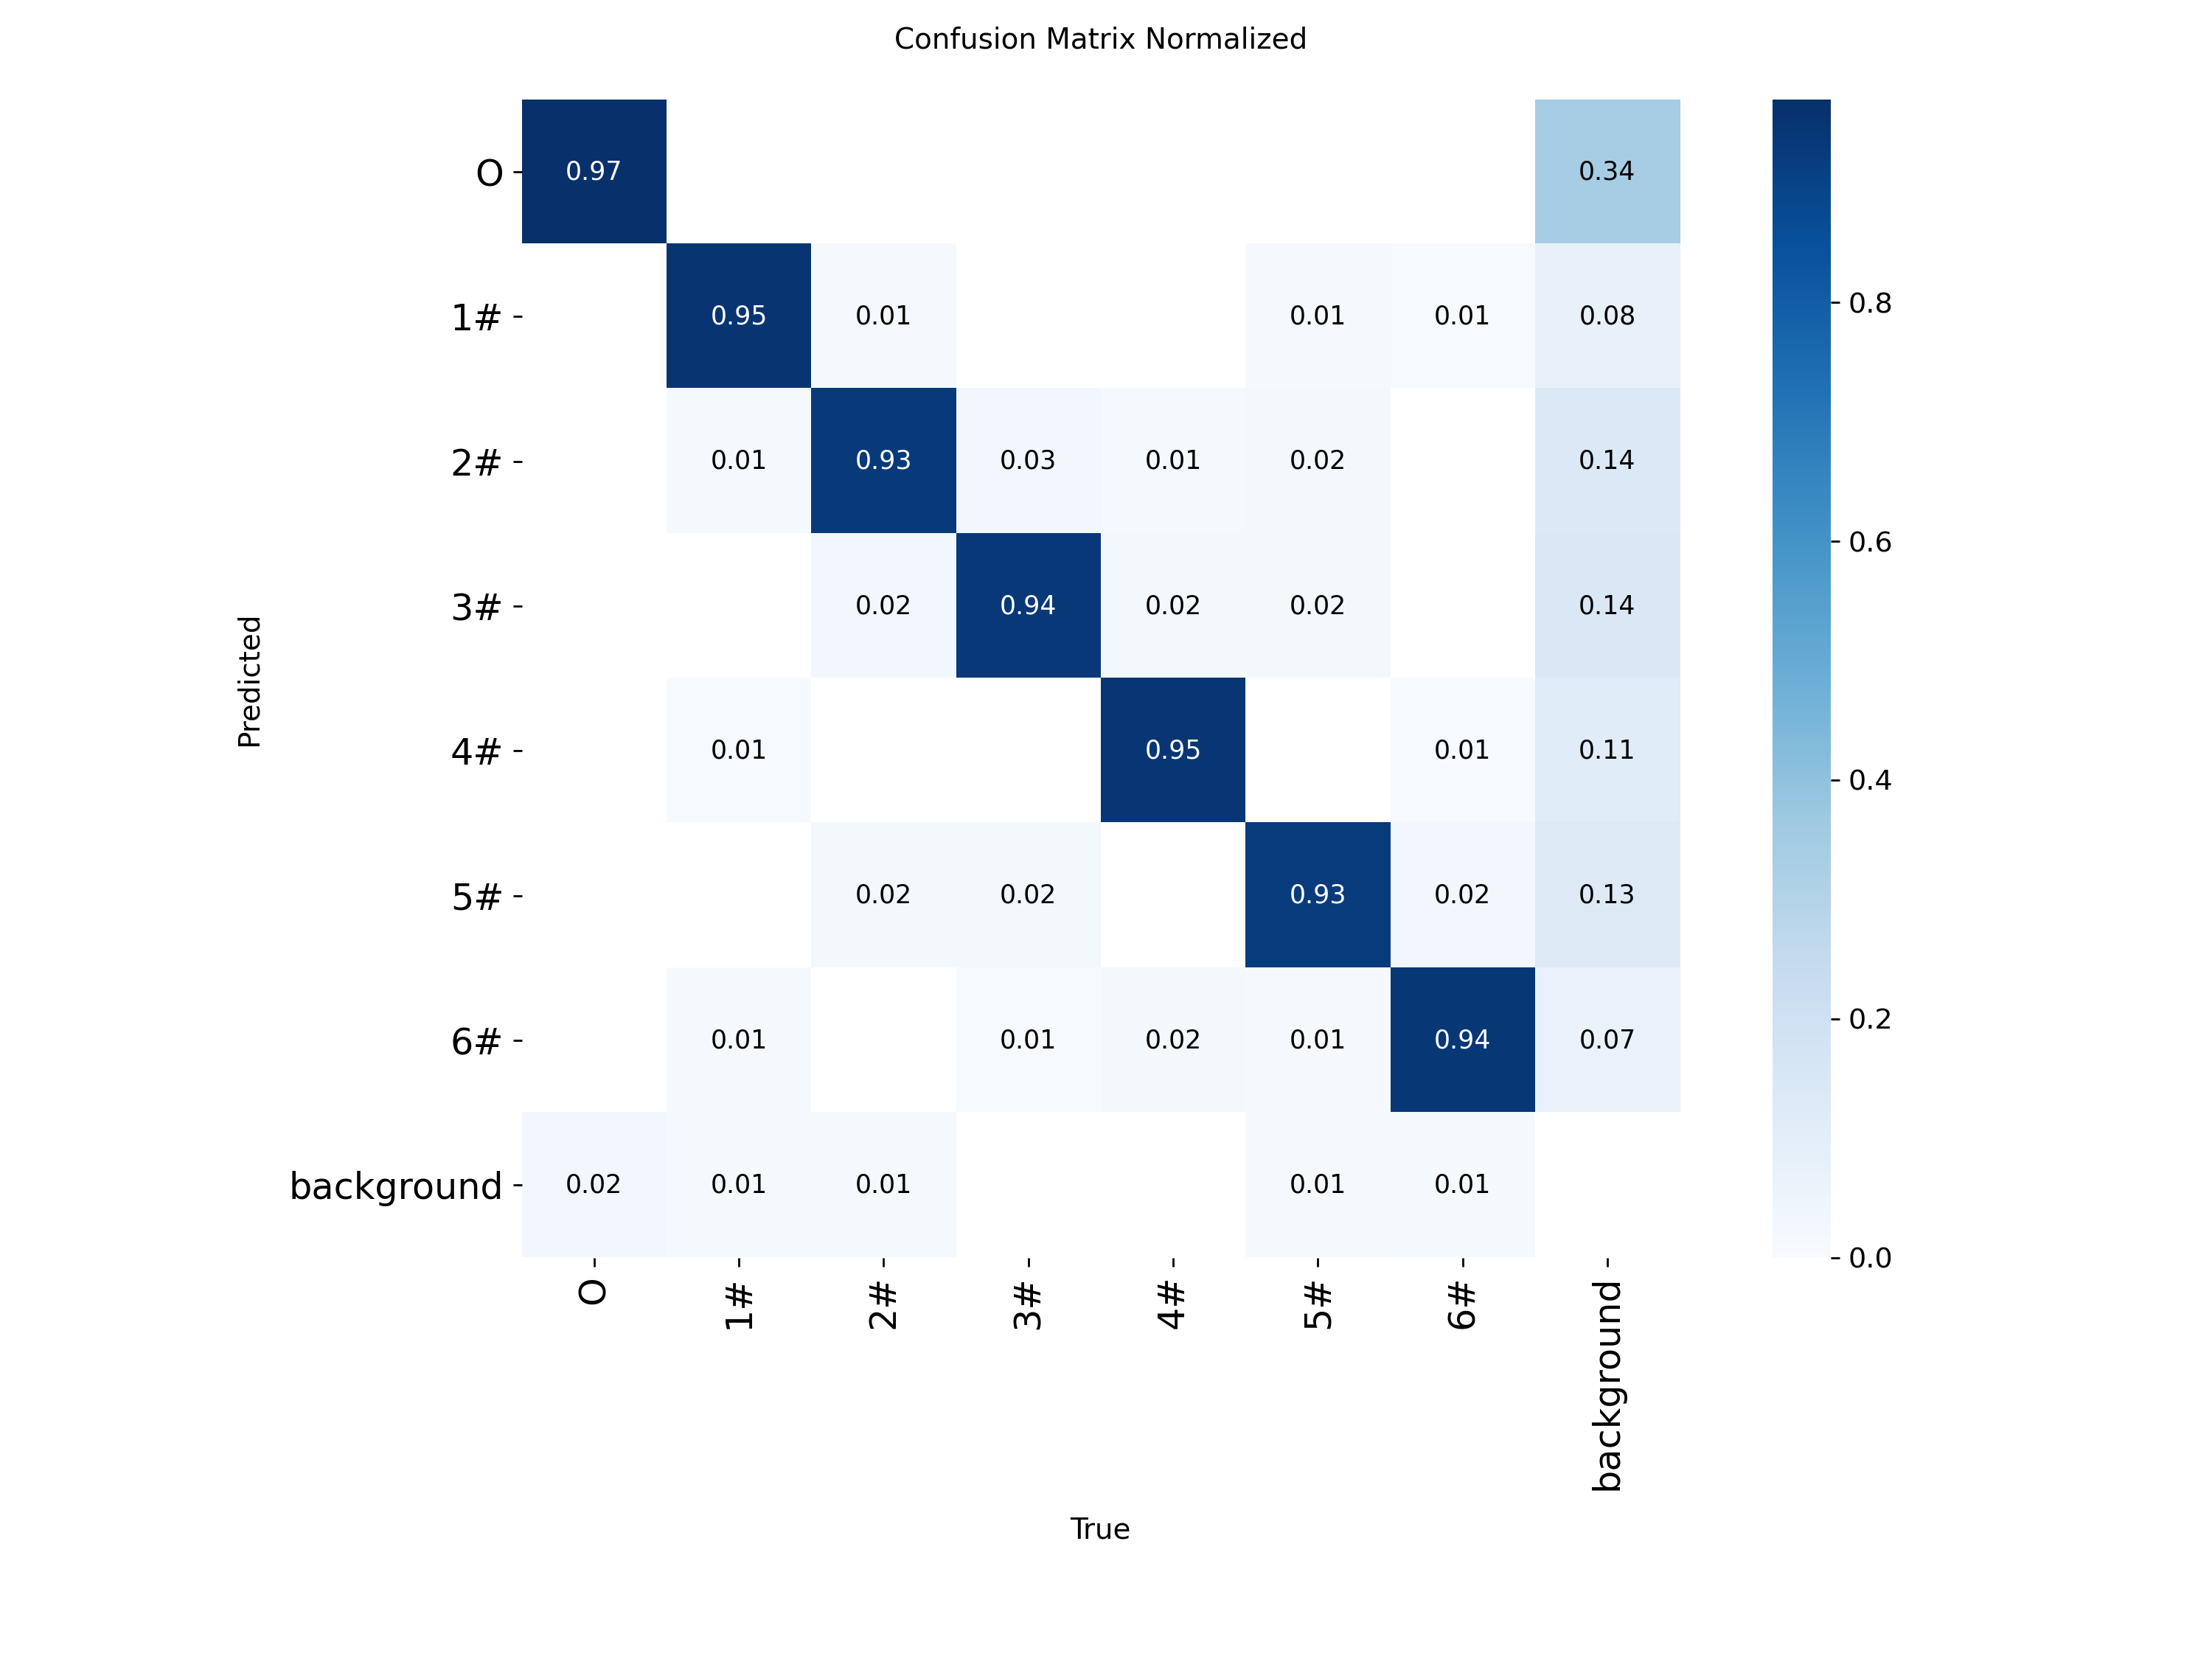 Confusion Matrix Normalized
O 0.97 0.34
1# 0.95 0.01 0.01 0.01 0.08
2# 0.01 0.93 0.03 0.01 0.02 0.14
3# 0.02 0.94 0.02 0.02 0.14
4# 0.01 0.95 0.01 0.11
5# 0.02 0.02 0.93 0.02 0.13
6# 0.01 0.01 0.02 0.01 0.94 0.07
background 0.02 0.01 0.01 0.01 0.01
O 1# 2# 3# 4# 5# 6# background
True
Predicted
0.8
0.6
0.4
0.2
0.0